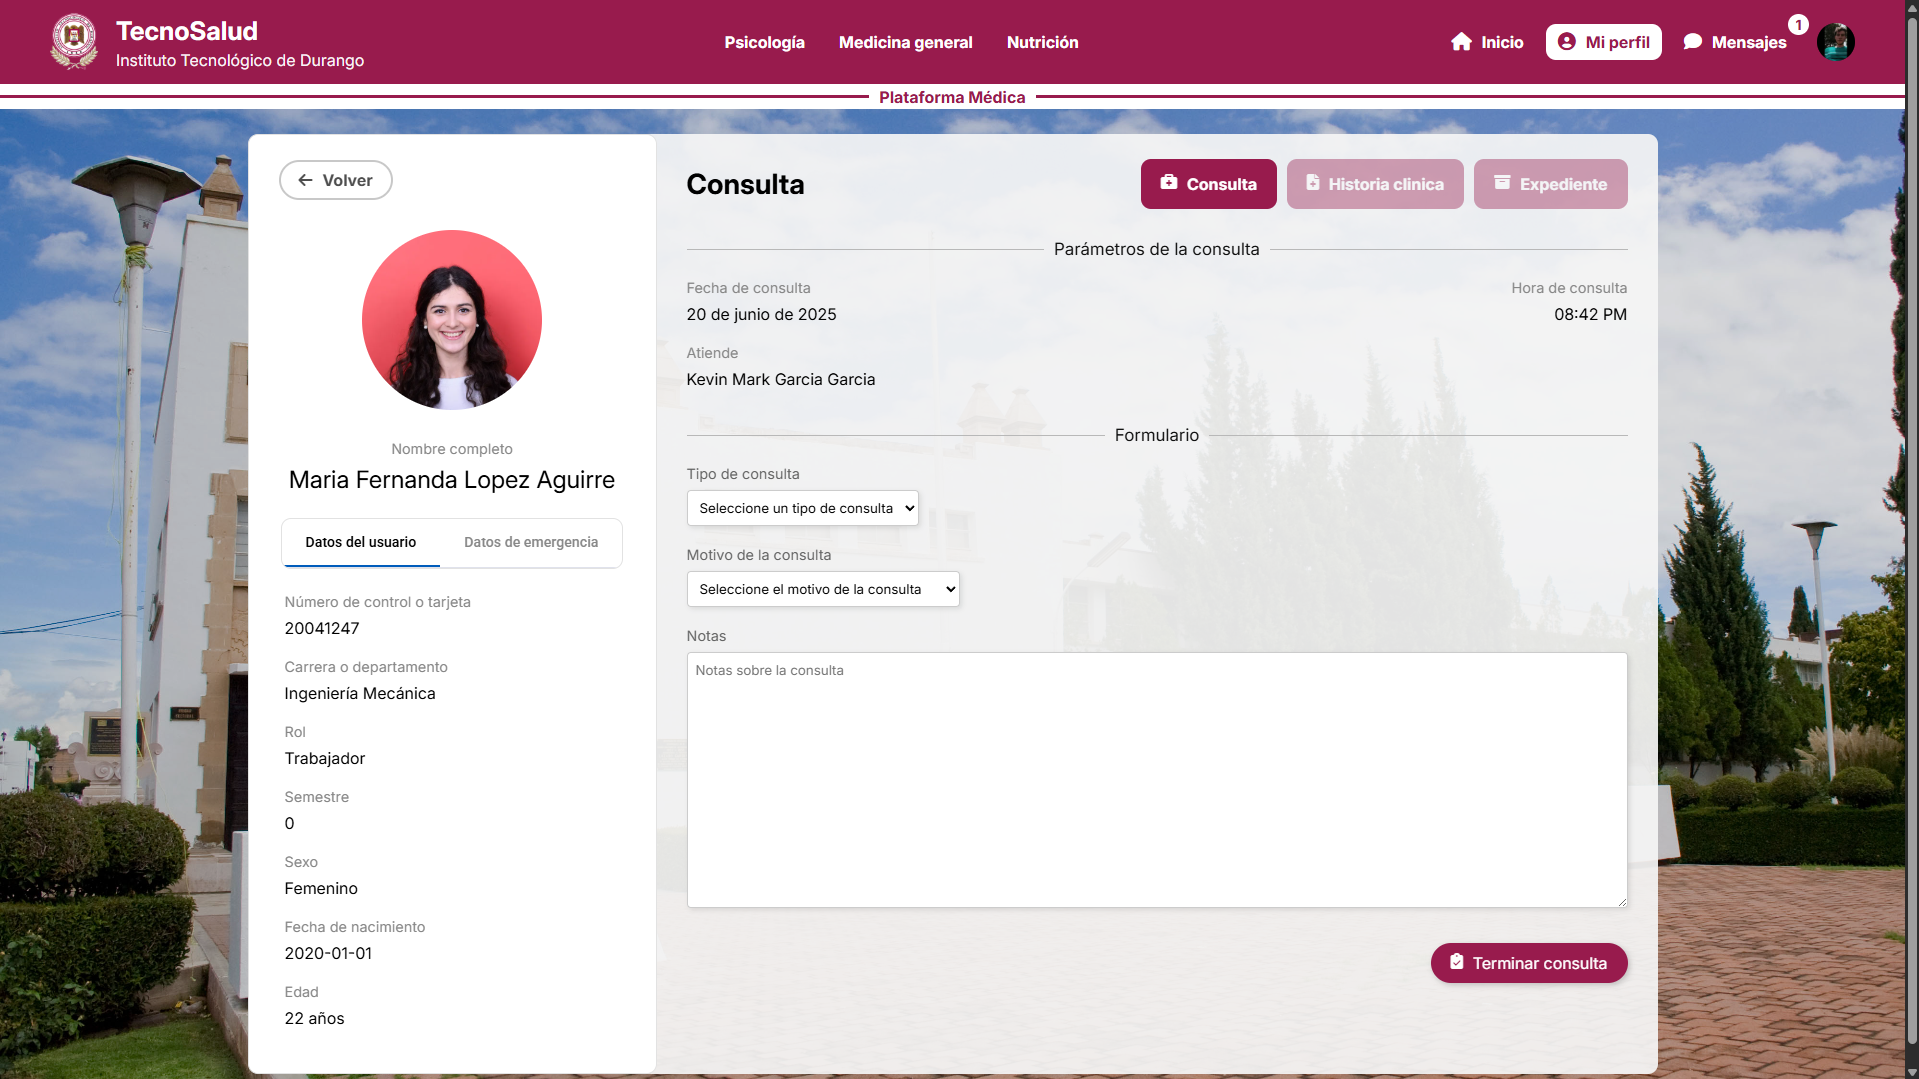 TecnoSalud
Instituto Tecnológico de Durango
Psicología
Medicina general
Nutrición
Inicio
Mi perfil
Mensajes
1
Plataforma Médica
Volver
Nombre completo
Maria Fernanda Lopez Aguirre
Datos del usuario
Datos de emergencia
Número de control o tarjeta
20041247
Carrera o departamento
Ingeniería Mecánica
Rol
Trabajador
Semestre
0
Sexo
Femenino
Fecha de nacimiento
2020-01-01
Edad
22 años
Consulta
Consulta
Historia clinica
Expediente
Parámetros de la consulta
Fecha de consulta
20 de junio de 2025
Hora de consulta
08:42 PM
Atiende
Kevin Mark Garcia Garcia
Formulario
Tipo de consulta
Seleccione un tipo de consulta
Motivo de la consulta
Seleccione el motivo de la consulta
Notas
Notas sobre la consulta
Terminar consulta